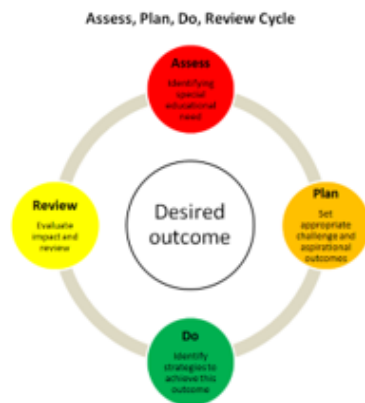 Assess, Plan, Do, Review Cycle
Assess
Identifying
special
educational
need
Plan
Set
appropriate
challenge and
aspirational
outcomes
Desired
outcome
Review
Evaluate
impact and
review
Do
Identify
strategies to
achieve this
outcome